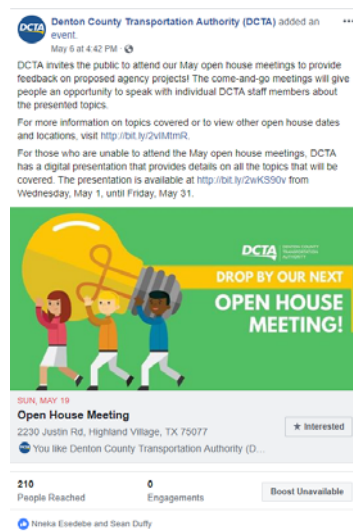 Denton County Transportation Authority (DCTA) added an
event.
May 6 at 4:42 PM ·
DCTA invites the public to attend our May open house meetings to provide
feedback on proposed agency projects! The come-and-go meetings will give
people an opportunity to speak with individual DCTA staff members about
the presented topics.
For more information on topics covered or to view other open house dates
and locations, visit http://bit.ly/2vlMtmR.
For those who are unable to attend the May open house meetings, DCTA
has a digital presentation that provides details on all the topics that will be
covered. The presentation is available at http://bit.ly/2wKS90v from
Wednesday, May 1, until Friday, May 31.
DCTA DENTON COUNTY
TRANSPORTATION
AUTHORITY
DROP BY OUR NEXT
OPEN HOUSE
MEETING!
SUN, MAY 19
Open House Meeting
2230 Justin Rd, Highland Village, TX 75077
★ Interested
You like Denton County Transportation Authority (D...
210
People Reached
0
Engagements
Boost Unavailable
Nneka Esedebe and Sean Duffy